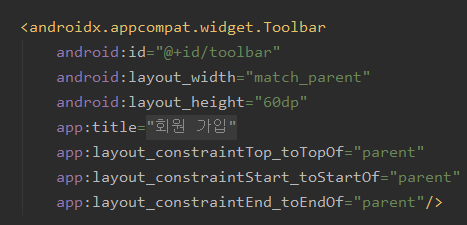 <androidx.appcompat.widget.Toolbar
android:id="@+id/toolbar"
android:layout_width="match_parent"
android:layout_height="60dp"
app:title="회원 가입"
app:layout_constraintTop_toTopOf="parent"
app:layout_constraintStart_toStartOf="parent"
app:layout_constraintEnd_toEndOf="parent"/>